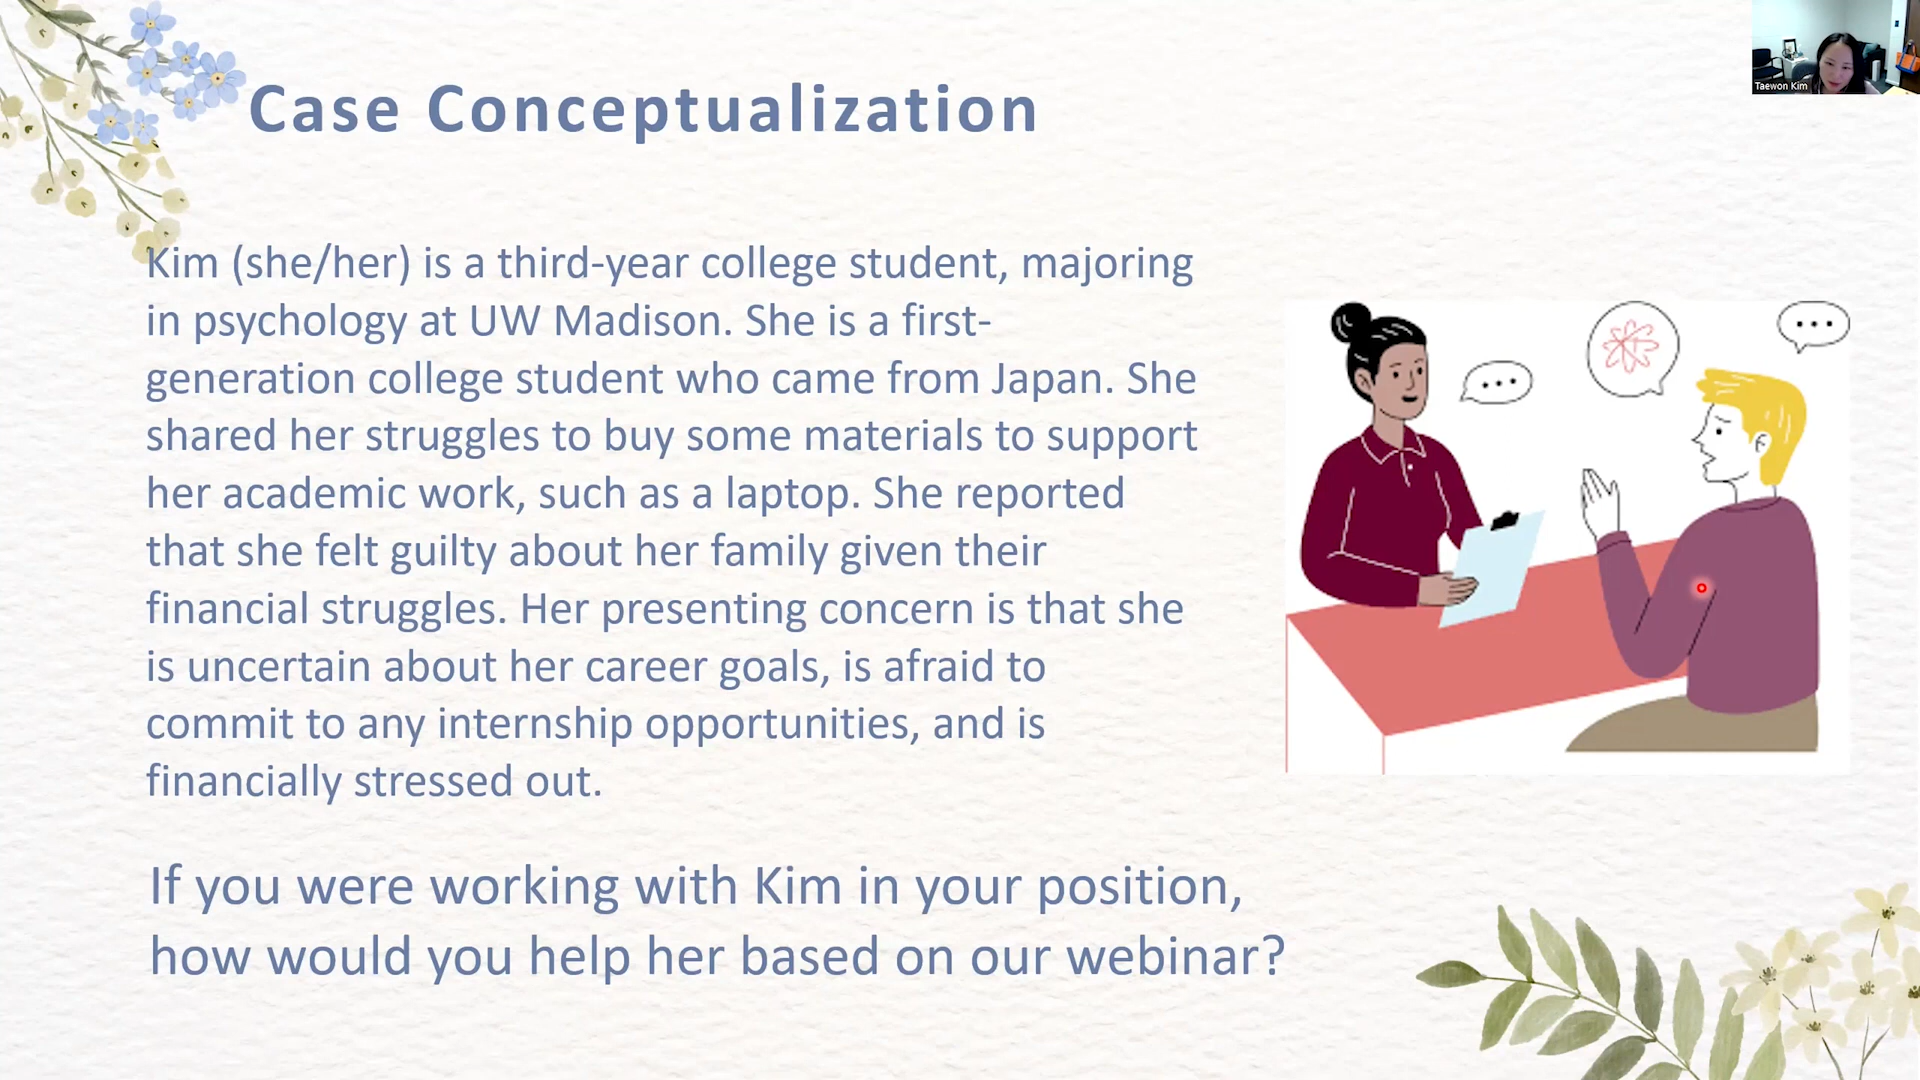 Case Conceptualization
Taewon Kim
Kim (she/her) is a third-year college student, majoring
in psychology at UW Madison. She is a first-
generation college student who came from Japan. She
shared her struggles to buy some materials to support
her academic work, such as a laptop. She reported
that she felt guilty about her family given their
financial struggles. Her presenting concern is that she
is uncertain about her career goals, is afraid to
commit to any internship opportunities, and is
financially stressed out.
If you were working with Kim in your position,
how would you help her based on our webinar?